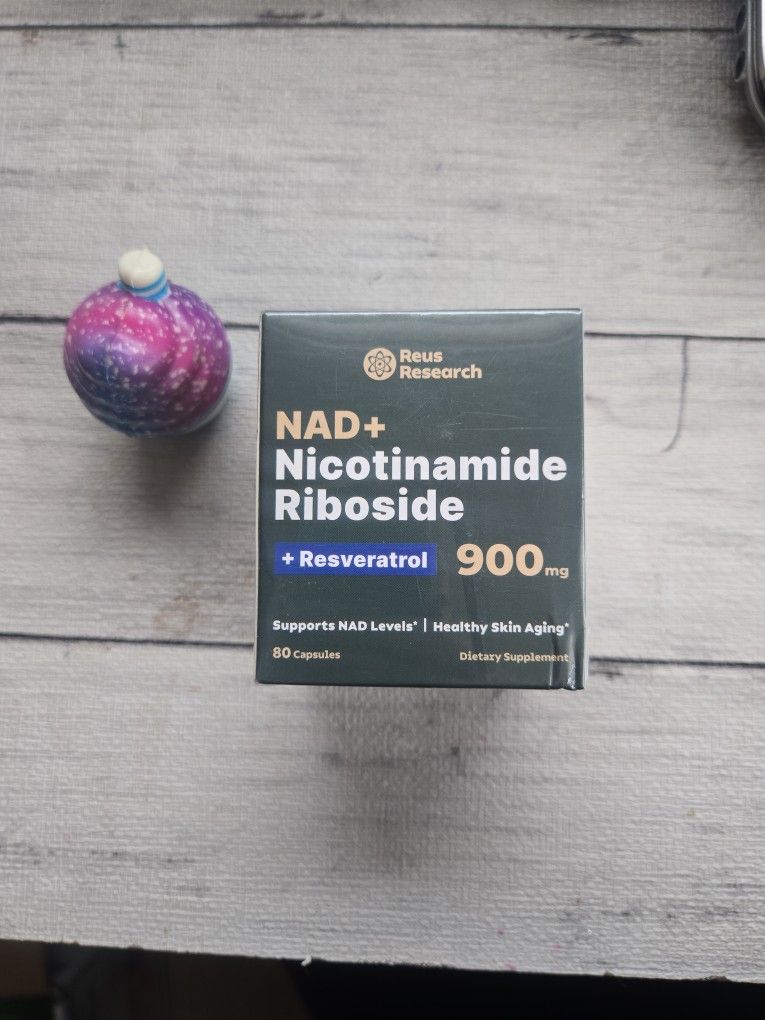 Reus
Research
NAD+
Nicotinamide
Riboside
+ Resveratrol 900mg
Supports NAD Levels* | Healthy Skin Aging*
80 Capsules Dietary Supplement